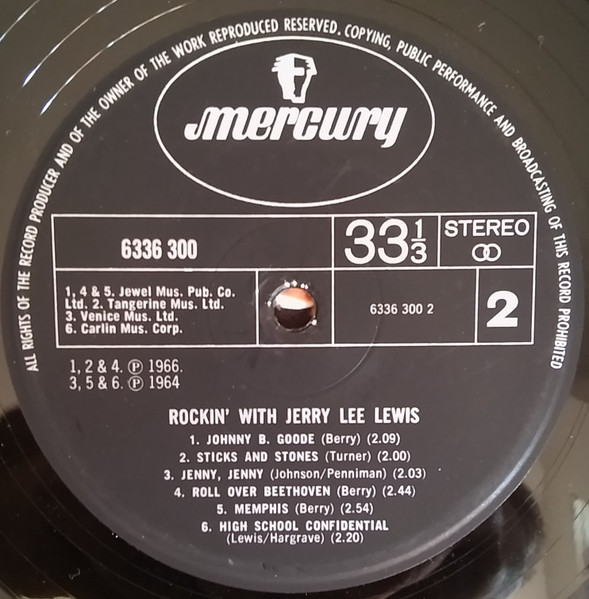 ALL RIGHTS OF THE RECORD PRODUCER AND OF THE OWNER OF THE WORK REPRODUCED RESERVED. COPYING, PUBLIC PERFORMANCE AND BROADCASTING OF THIS RECORD PROHIBITED
mercury
6336 300
33 1/3
STEREO
1, 4 & 5. Jewel Mus. Pub. Co.
Ltd. 2. Tangerine Mus. Ltd.
3. Venice Mus. Ltd.
6. Carlin Mus. Corp.
6336 300 2
2
1, 2 & 4. ℗ 1966.
3, 5 & 6. ℗ 1964
ROCKIN' WITH JERRY LEE LEWIS
1. JOHNNY B. GOODE (Berry) (2.09)
2. STICKS AND STONES (Turner) (2.00)
3. JENNY, JENNY (Johnson/Penniman) (2.03)
4. ROLL OVER BEETHOVEN (Berry) (2.44)
5. MEMPHIS (Berry) (2.54)
6. HIGH SCHOOL CONFIDENTIAL
(Lewis/Hargrave) (2.20)